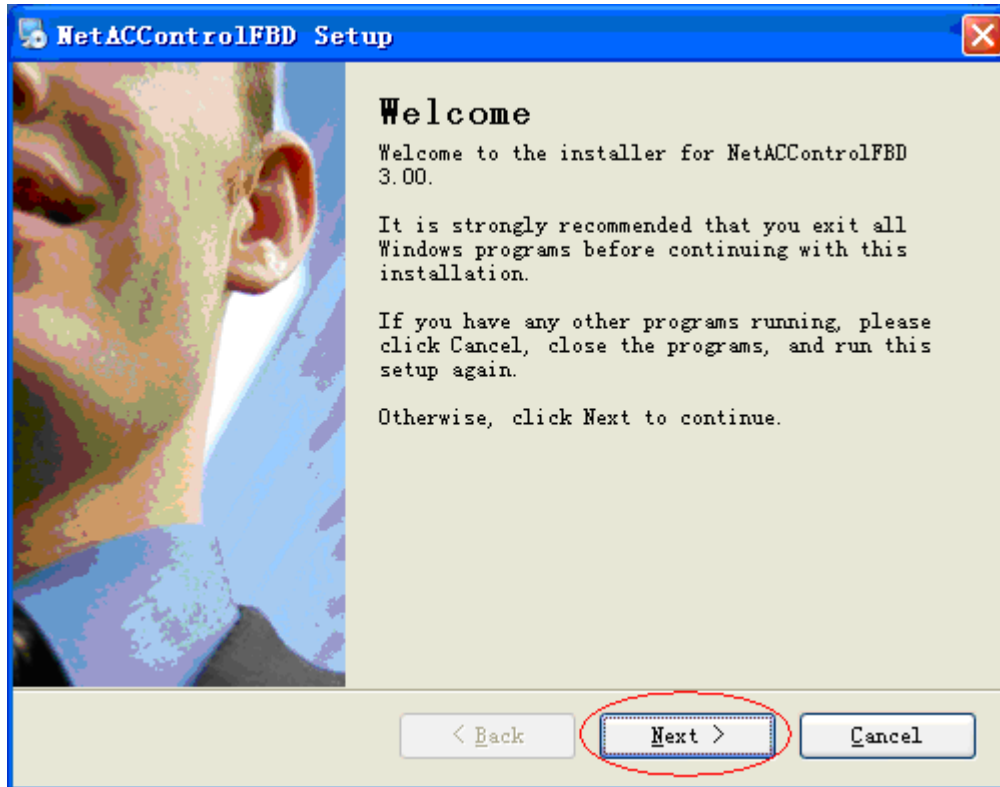 NetACControlFBD Setup
Welcome
Welcome to the installer for NetACControlFBD
3.00.
It is strongly recommended that you exit all
Windows programs before continuing with this
installation.
If you have any other programs running, please
click Cancel, close the programs, and run this
setup again.
Otherwise, click Next to continue.
< Back
Next >
Cancel